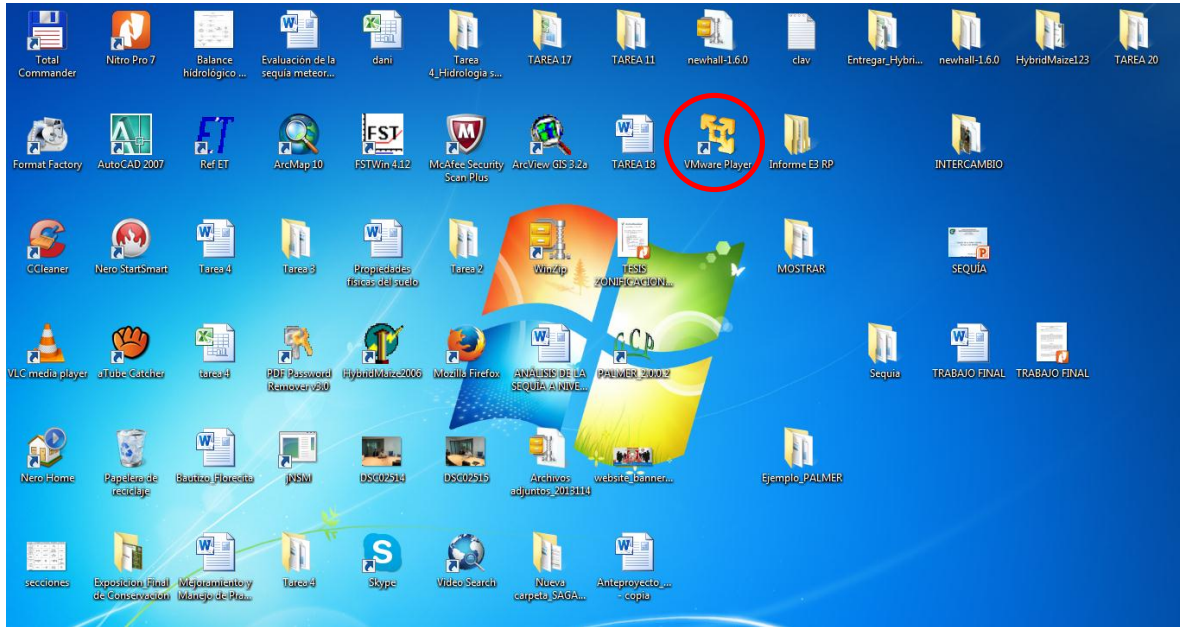 Total
Commander
Nitro Pro 7
Balance
hidrológico ...
Evaluación de la
sequía meteor...
dani
Tarea
4_Hidrologia s...
TAREA 17
TAREA 11
newhall-1.6.0
clav
Entregar_Hybri...
newhall-1.6.0
HybridMaize123
TAREA 20
Format Factory
AutoCAD 2007
Ref ET
ArcMap 10
FST
FSTWin 4.12
McAfee Security
Scan Plus
ArcView GIS 3.2a
TAREA 18
VMware Player
Informe E3 RP
INTERCAMBIO
CCleaner
Nero StartSmart
Tarea 4
Tarea 3
Propiedades
físicas del suelo
Tarea 2
WinZip
TESIS
ZONIFICACION...
MOSTRAR
SEQUÍA
VLC media player
aTube Catcher
tarea 4
PDF Password
Remover v3.0
HybridMaize2006
Mozilla Firefox
ANÁLISIS DE LA
SEQUÍA A NIVE...
PALMER_2.0.0.2
Sequia
TRABAJO FINAL
TRABAJO FINAL
Nero Home
Papelera de
reciclaje
Bautizo_Florecita
jNSM
DSC02514
DSC02515
Archivos
adjuntos_2013114
website_banner...
Ejemplo_PALMER
secciones
Exposicion_Final
de Conservación
Mejoramiento y
Manejo de Pra...
Tarea 4
Skype
Video Search
Nueva
carpeta_SAGA...
Anteproyecto_...
- copia